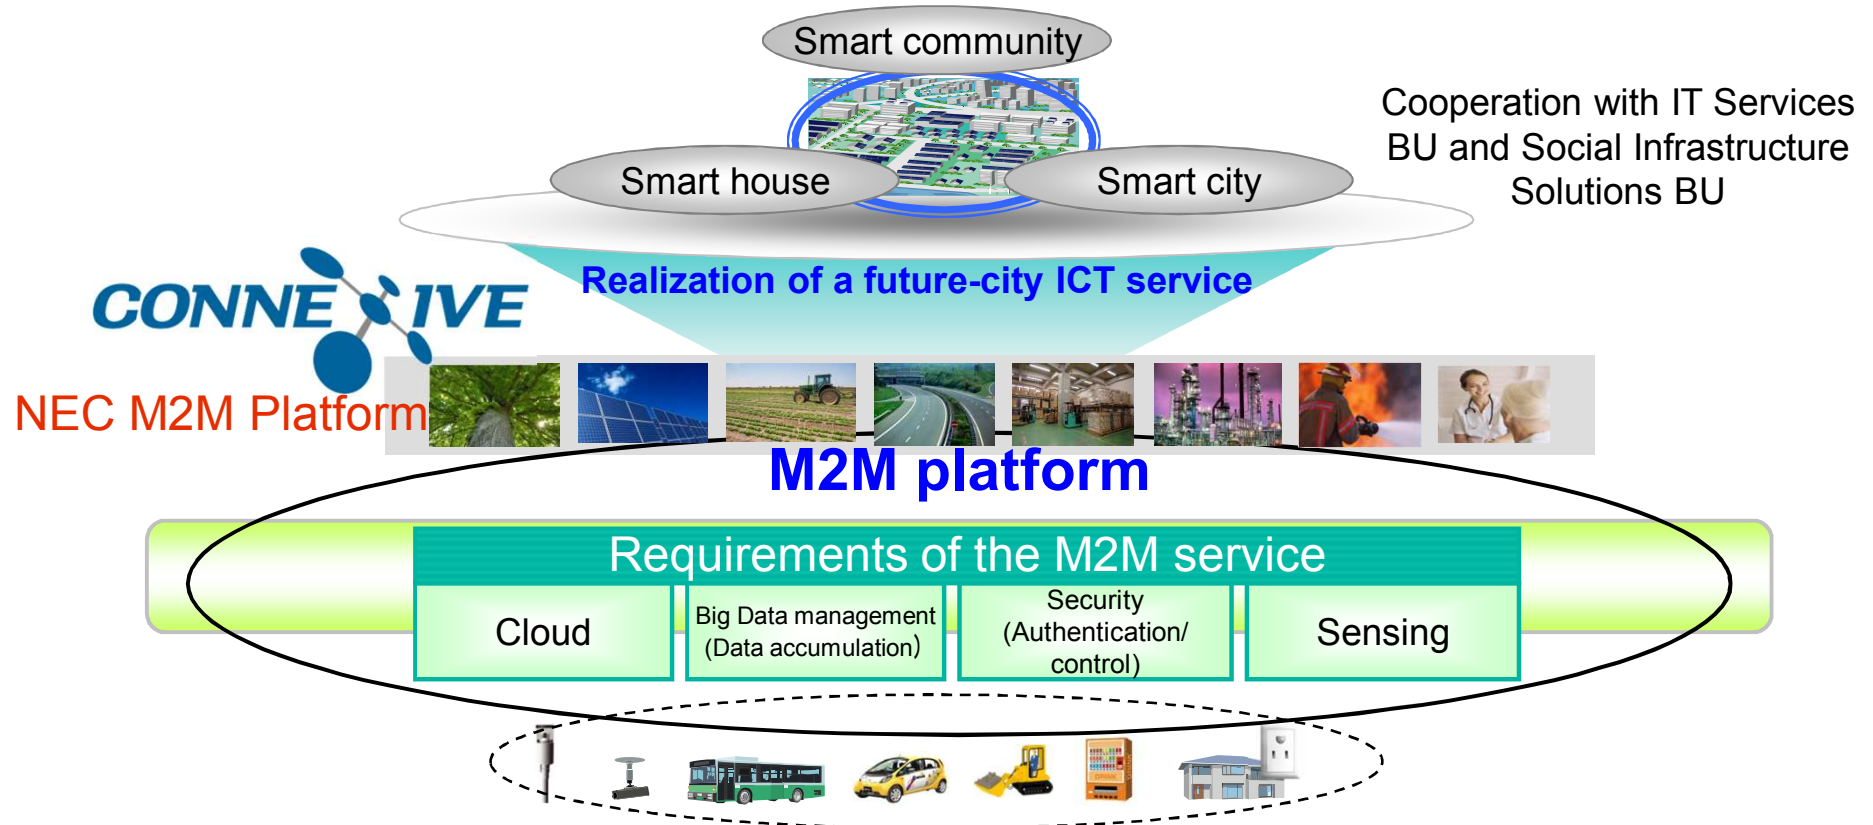 Smart community
Cooperation with IT Services
BU and Social Infrastructure
Solutions BU
Smart house
Smart city
Realization of a future-city ICT service
CONNEXIVE
NEC M2M Platform
M2M platform
Requirements of the M2M service
Cloud
Big Data management
(Data accumulation)
Security
(Authentication/
control)
Sensing
DRINK